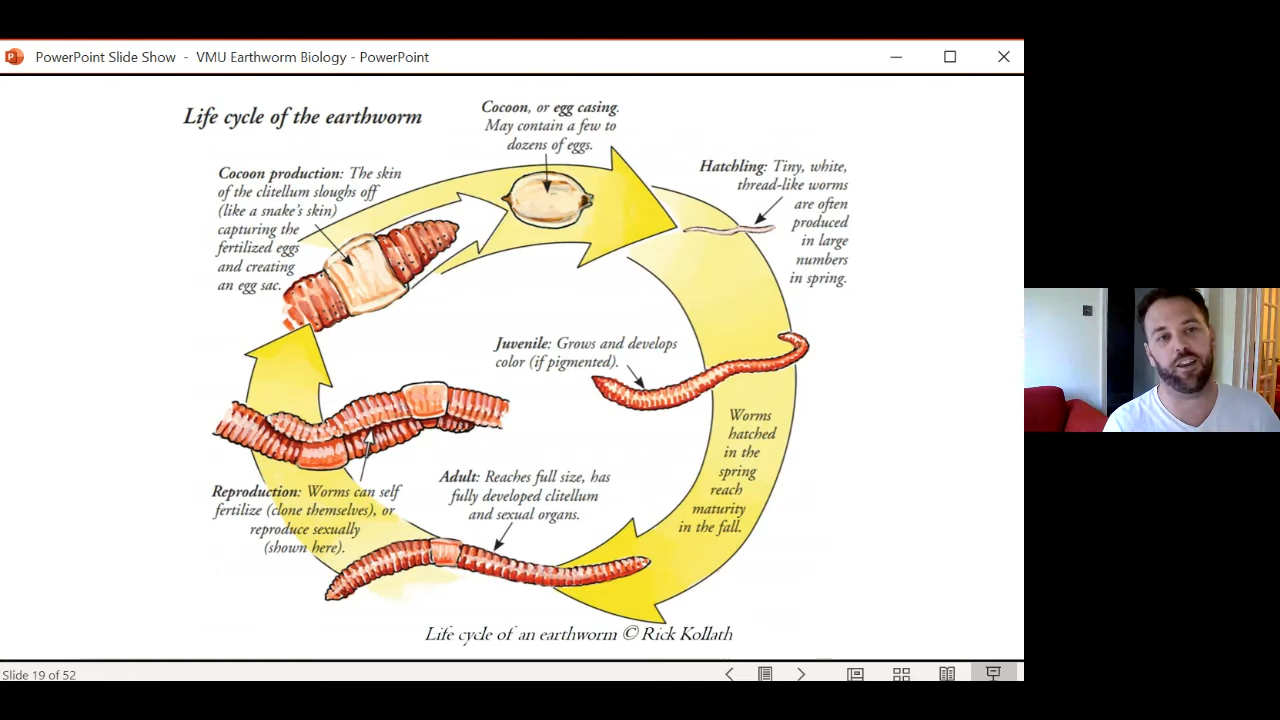 PowerPoint Slide Show - VMU Earthworm Biology - PowerPoint
Life cycle of the earthworm
Cocoon, or egg casing.
May contain a few to
dozens of eggs.
Cocoon production: The skin
of the clitellum sloughs off
(like a snake's skin)
capturing the
fertilized eggs
and creating
an egg sac.
Hatchling: Tiny, white,
thread-like worms
are often
produced
in large
numbers
in spring.
Juvenile: Grows and develops
color (if pigmented).
Worms
hatched
in the
spring
reach
maturity
in the fall.
Adult: Reaches full size, has
fully developed clitellum
and sexual organs.
Reproduction: Worms can self
fertilize (clone themselves), or
reproduce sexually
(shown here).
Life cycle of an earthworm © Rick Kollath
Slide 19 of 52